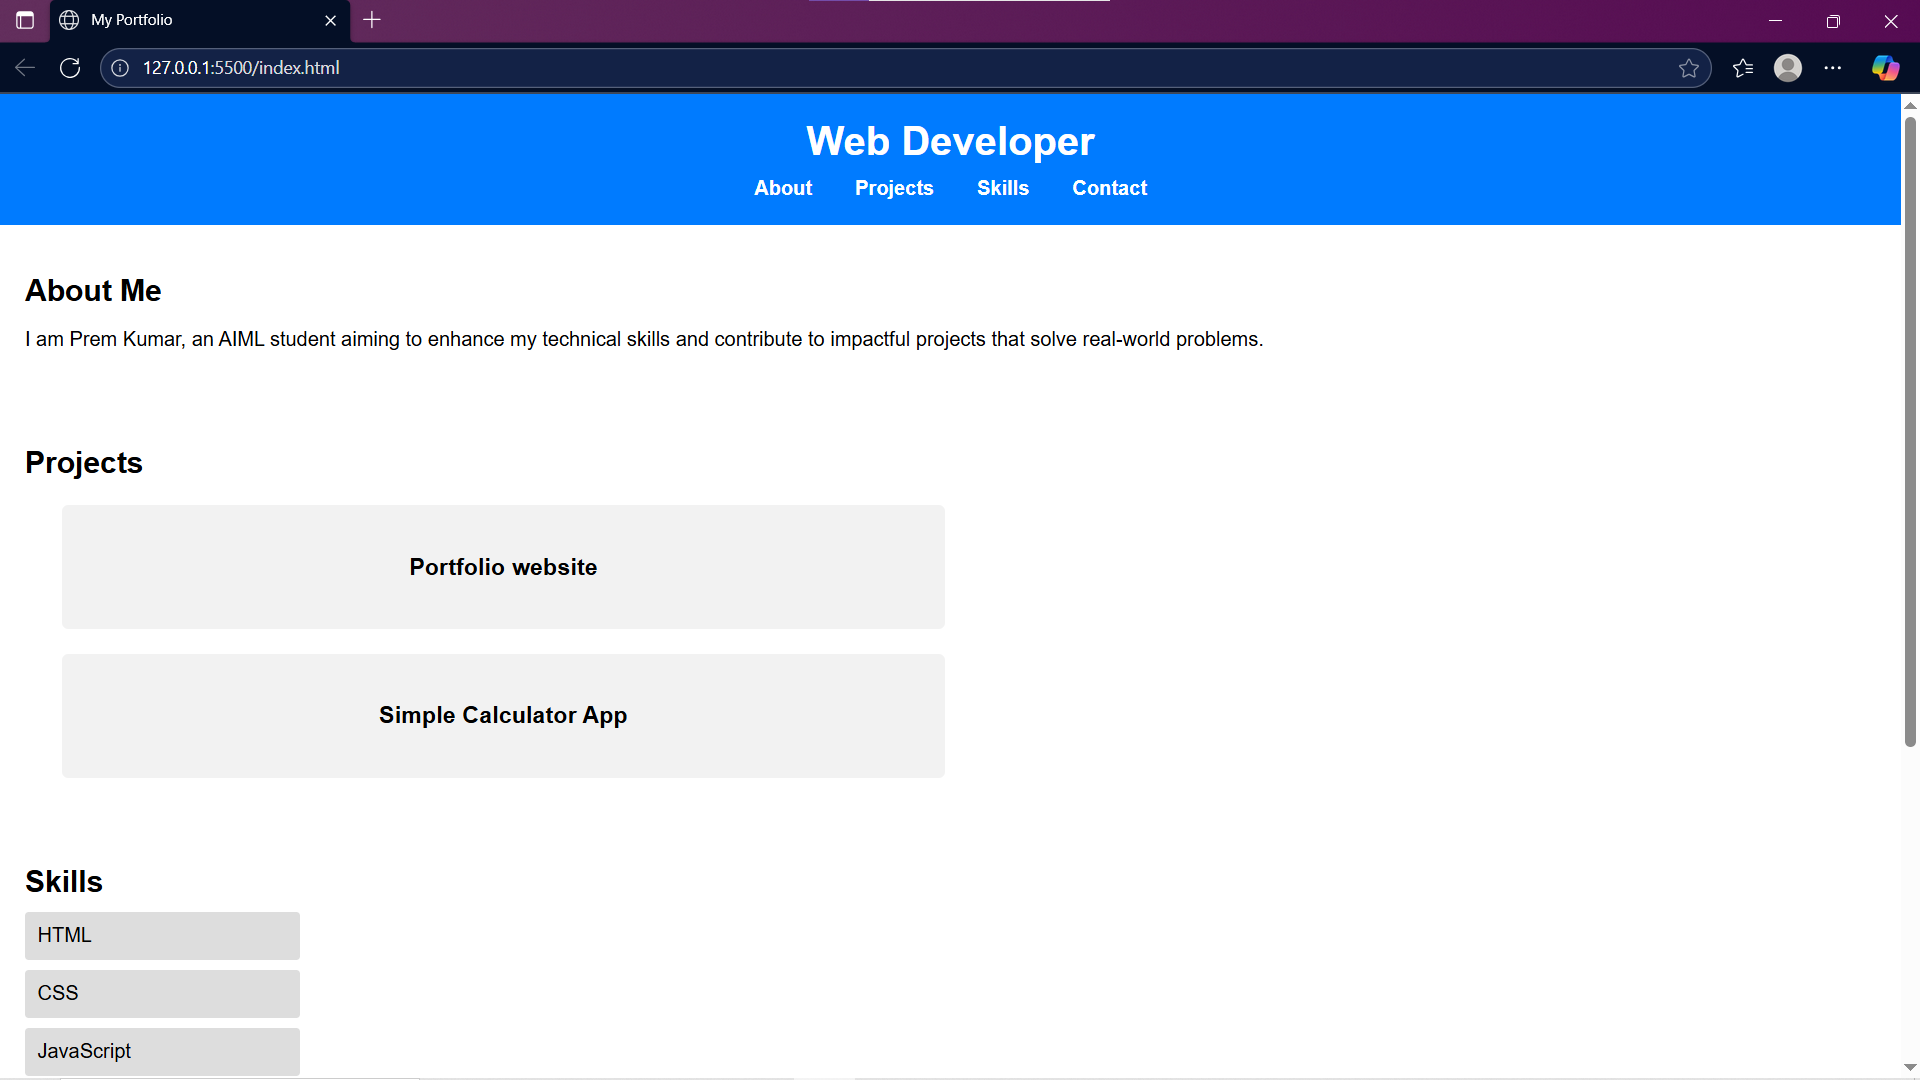 My Portfolio
127.0.0.1:5500/index.html
Web Developer
About Projects Skills Contact
About Me
I am Prem Kumar, an AIML student aiming to enhance my technical skills and contribute to impactful projects that solve real-world problems.
Projects
Portfolio website
Simple Calculator App
Skills
HTML
CSS
JavaScript